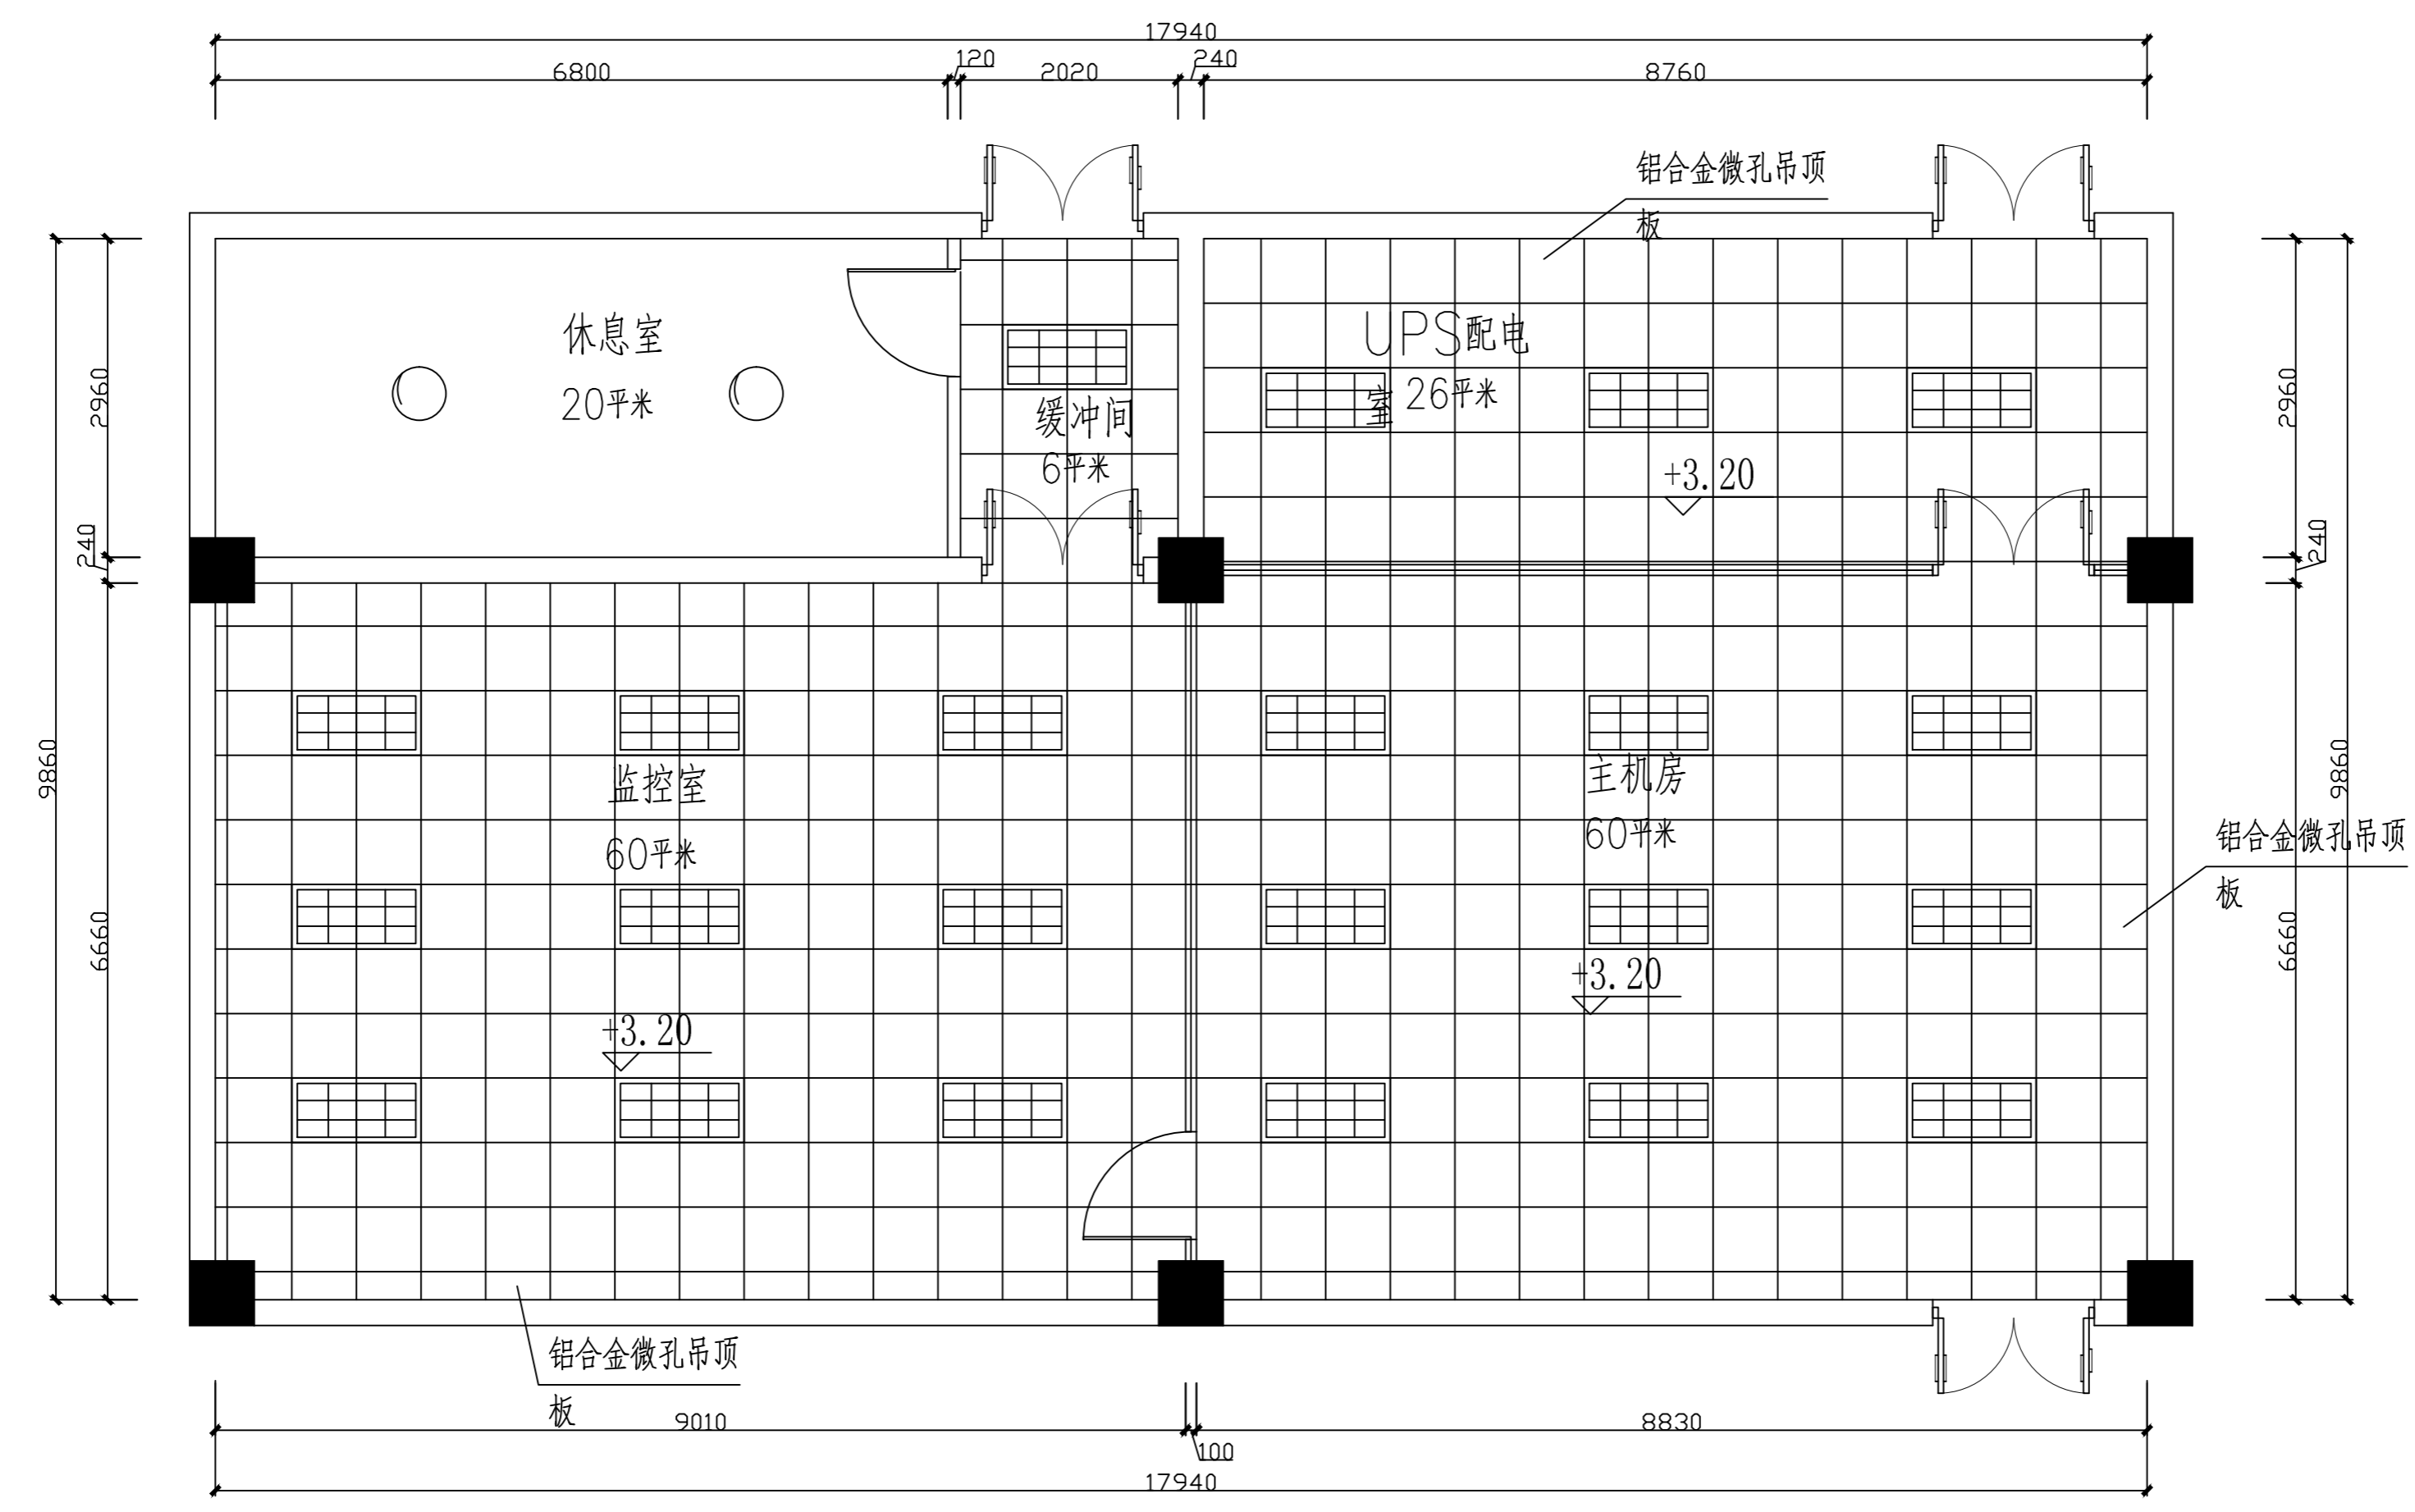 17940
6800
120
2020
240
8760
铝合金微孔吊顶
板
休息室
20平米
缓冲间
6平米
UPS配电
室 26平米
+3.20
2960
240
6660
9860
2960
240
6660
9860
监控室
60平米
+3.20
主机房
60平米
+3.20
铝合金微孔吊顶
板
铝合金微孔吊顶
板
9010
100
8830
17940